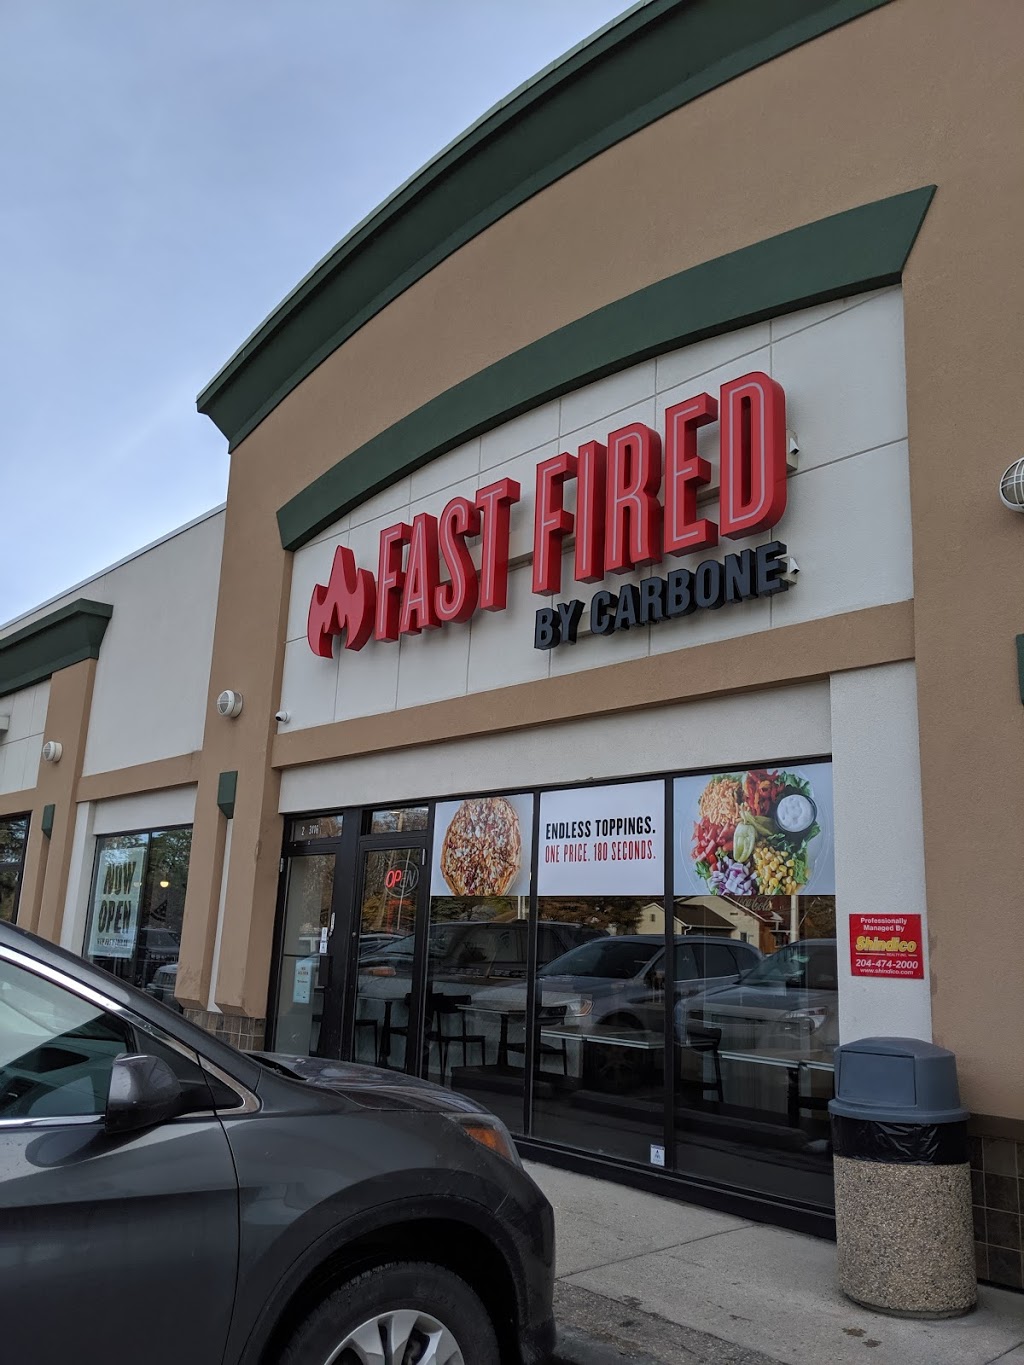 FAST FIRED
BY CARBONE
ENDLESS TOPPINGS.
ONE PRICE. 180 SECONDS.
OPEN
NOW
OPEN
Professionally
Managed By
Shindico
204-474-2000
www.shindico.com